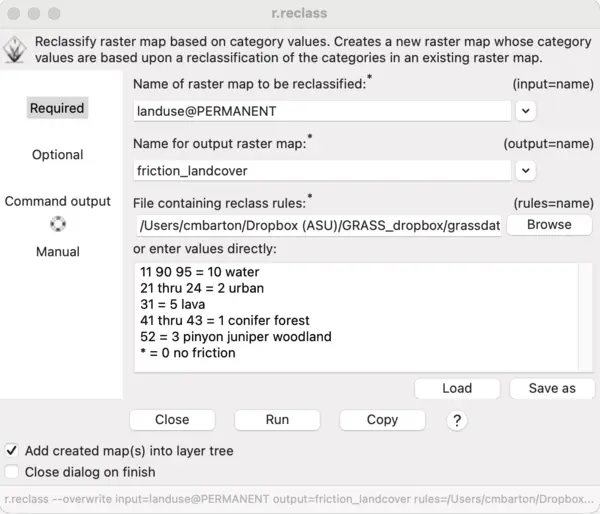 r.reclass
Reclassify raster map based on category values. Creates a new raster map whose category
values are based upon a reclassification of the categories in an existing raster map.
Required
Optional
Command output
Manual
Name of raster map to be reclassified:* (input=name)
landuse@PERMANENT
Name for output raster map:* (output=name)
friction_landcover
File containing reclass rules:* (rules=name)
/Users/cmbarton/Dropbox (ASU)/GRASS_dropbox/grassdat Browse
or enter values directly:
11 90 95 = 10 water
21 thru 24 = 2 urban
31 = 5 lava
41 thru 43 = 1 conifer forest
52 = 3 pinyon juniper woodland
* = 0 no friction
Load Save as
Close Run Copy ?
Add created map(s) into layer tree
Close dialog on finish
r.reclass --overwrite input=landuse@PERMANENT output=friction_landcover rules=/Users/cmbarton/Dropbox...